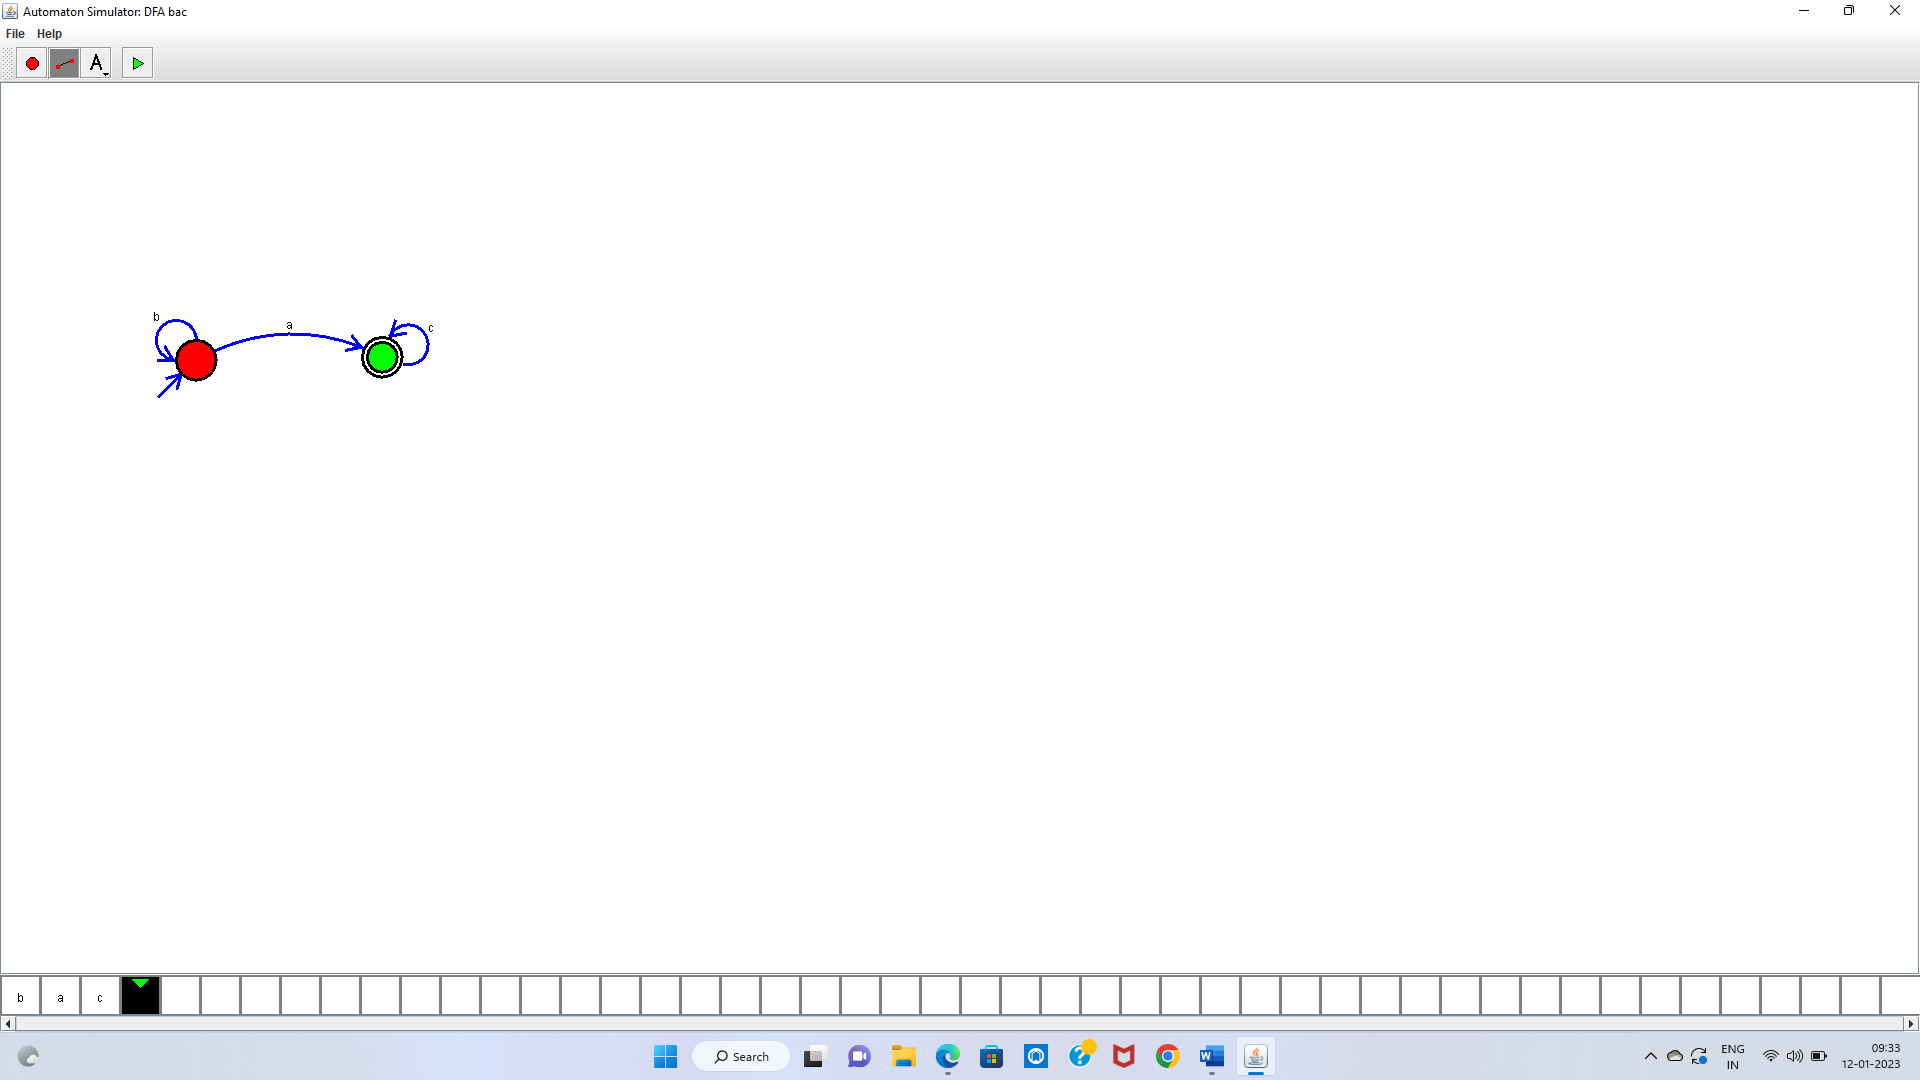 Automaton Simulator: DFA bac
File Help
A
b
a
c
b a c
Search
ENG
IN
09:33
12-01-2023